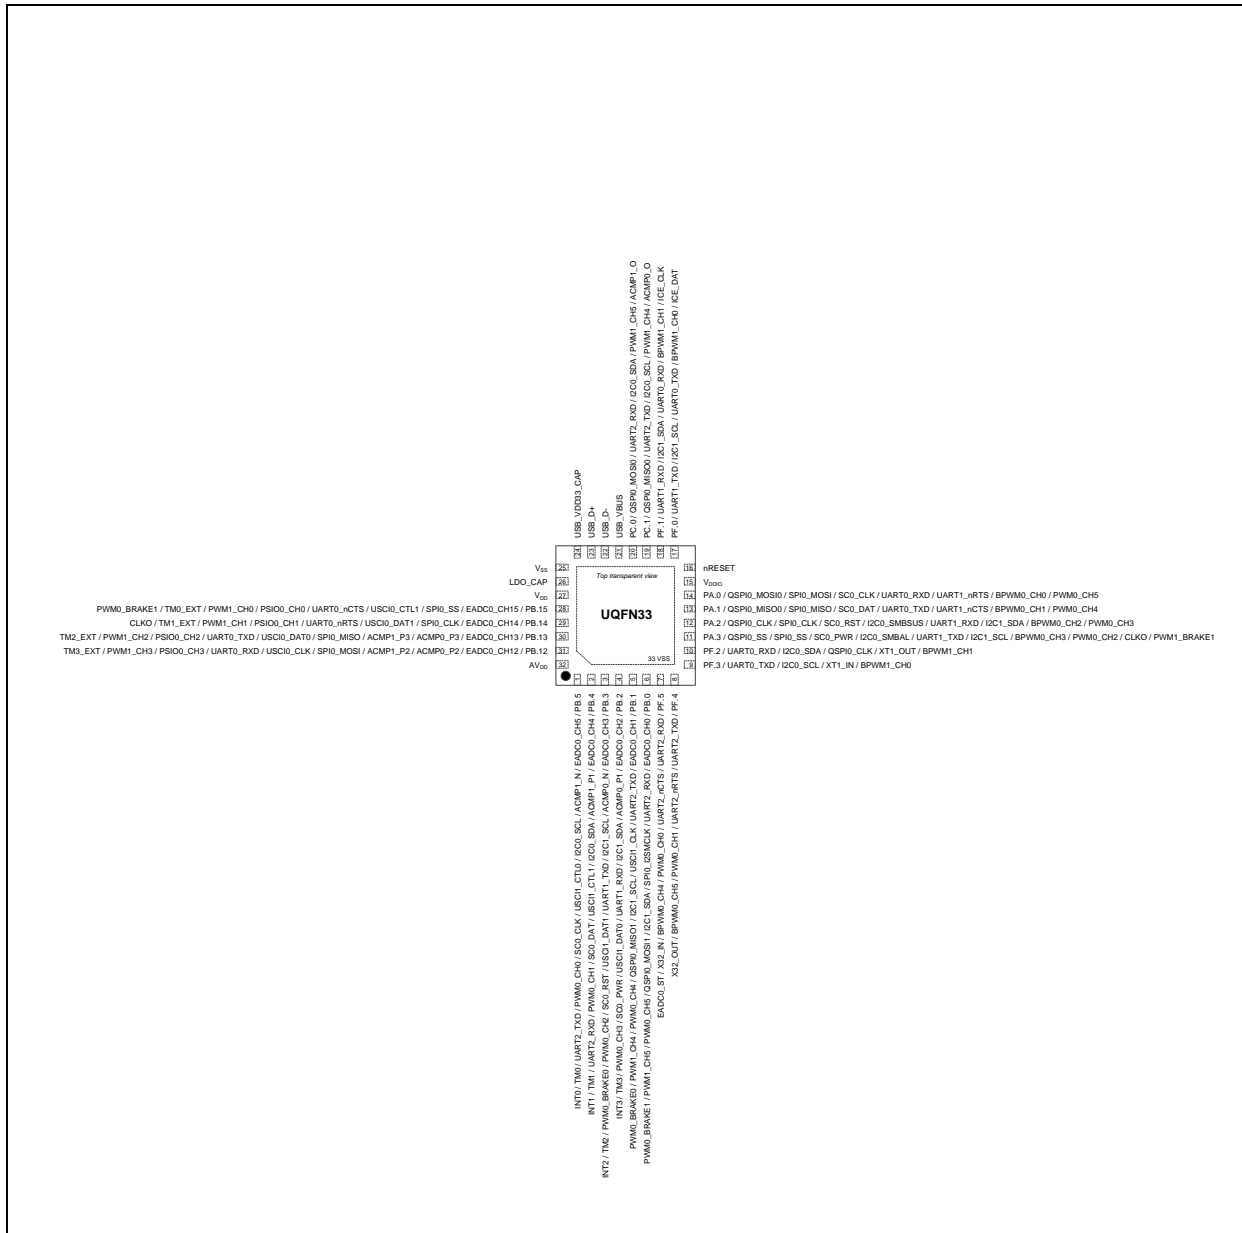 USB_VDD33_CAP
USB_D+
USB_D-
USB_VBUS
PC.0 / QSPI0_MOSI0 / UART2_RXD / I2C0_SDA / PWM1_CH5 / ACMP1_O
PC.1 / QSPI0_MISO0 / UART2_TXD / I2C0_SCL / PWM1_CH4 / ACMP0_O
PF.1 / UART1_RXD / I2C1_SDA / UART0_RXD / BPWM1_CH1 / ICE_CLK
PF.0 / UART1_TXD / I2C1_SCL / UART0_TXD / BPWM1_CH0 / ICE_DAT
24 23 22 21 20 19 18 17
VSS 25
LDO_CAP 26
VDD 27
PWM0_BRAKE1 / TM0_EXT / PWM1_CH0 / PSIO0_CH0 / UART0_nCTS / USCI0_CTL1 / SPI0_SS / EADC0_CH15 / PB.15 28
CLKO / TM1_EXT / PWM1_CH1 / PSIO0_CH1 / UART0_nRTS / USCI0_DAT1 / SPI0_CLK / EADC0_CH14 / PB.14 29
TM2_EXT / PWM1_CH2 / PSIO0_CH2 / UART0_TXD / USCI0_DAT0 / SPI0_MISO / ACMP1_P3 / ACMP0_P3 / EADC0_CH13 / PB.13 30
TM3_EXT / PWM1_CH3 / PSIO0_CH3 / UART0_RXD / USCI0_CLK / SPI0_MOSI / ACMP1_P2 / ACMP0_P2 / EADC0_CH12 / PB.12 31
AVDD 32
Top transparent view
UQFN33
33 VSS
16 nRESET
15 VDDIO
14 PA.0 / QSPI0_MOSI0 / SPI0_MOSI / SC0_CLK / UART0_RXD / UART1_nRTS / BPWM0_CH0 / PWM0_CH5
13 PA.1 / QSPI0_MISO0 / SPI0_MISO / SC0_DAT / UART0_TXD / UART1_nCTS / BPWM0_CH1 / PWM0_CH4
12 PA.2 / QSPI0_CLK / SPI0_CLK / SC0_RST / I2C0_SMBSUS / UART1_RXD / I2C1_SDA / BPWM0_CH2 / PWM0_CH3
11 PA.3 / QSPI0_SS / SPI0_SS / SC0_PWR / I2C0_SMBAL / UART1_TXD / I2C1_SCL / BPWM0_CH3 / PWM0_CH2 / CLKO / PWM1_BRAKE1
10 PF.2 / UART0_RXD / I2C0_SDA / QSPI0_CLK / XT1_OUT / BPWM1_CH1
9 PF.3 / UART0_TXD / I2C0_SCL / XT1_IN / BPWM1_CH0
1 2 3 4 5 6 7 8
INT0 / TM0 / UART2_TXD / PWM0_CH0 / SC0_CLK / USCI1_CTL0 / I2C0_SCL / ACMP1_N / EADC0_CH5 / PB.5
INT1 / TM1 / UART2_RXD / PWM0_CH1 / SC0_DAT / USCI1_CTL1 / I2C0_SDA / ACMP1_P1 / EADC0_CH4 / PB.4
INT2 / TM2 / PWM0_BRAKE0 / PWM0_CH2 / SC0_RST / USCI1_DAT1 / UART1_TXD / I2C1_SCL / ACMP0_N / EADC0_CH3 / PB.3
INT3 / TM3 / PWM0_CH3 / SC0_PWR / USCI1_DAT0 / UART1_RXD / I2C1_SDA / ACMP0_P1 / EADC0_CH2 / PB.2
PWM0_BRAKE0 / PWM1_CH4 / PWM0_CH4 / QSPI0_MISO1 / I2C1_SCL / USCI1_CLK / UART2_TXD / EADC0_CH1 / PB.1
PWM0_BRAKE1 / PWM1_CH5 / PWM0_CH5 / QSPI0_MOSI1 / I2C1_SDA / SPI0_I2SMCLK / UART2_RXD / EADC0_CH0 / PB.0
EADC0_ST / X32_IN / BPWM0_CH4 / PWM0_CH0 / UART2_nCTS / UART2_RXD / PF.5
X32_OUT / BPWM0_CH5 / PWM0_CH1 / UART2_nRTS / UART2_TXD / PF.4